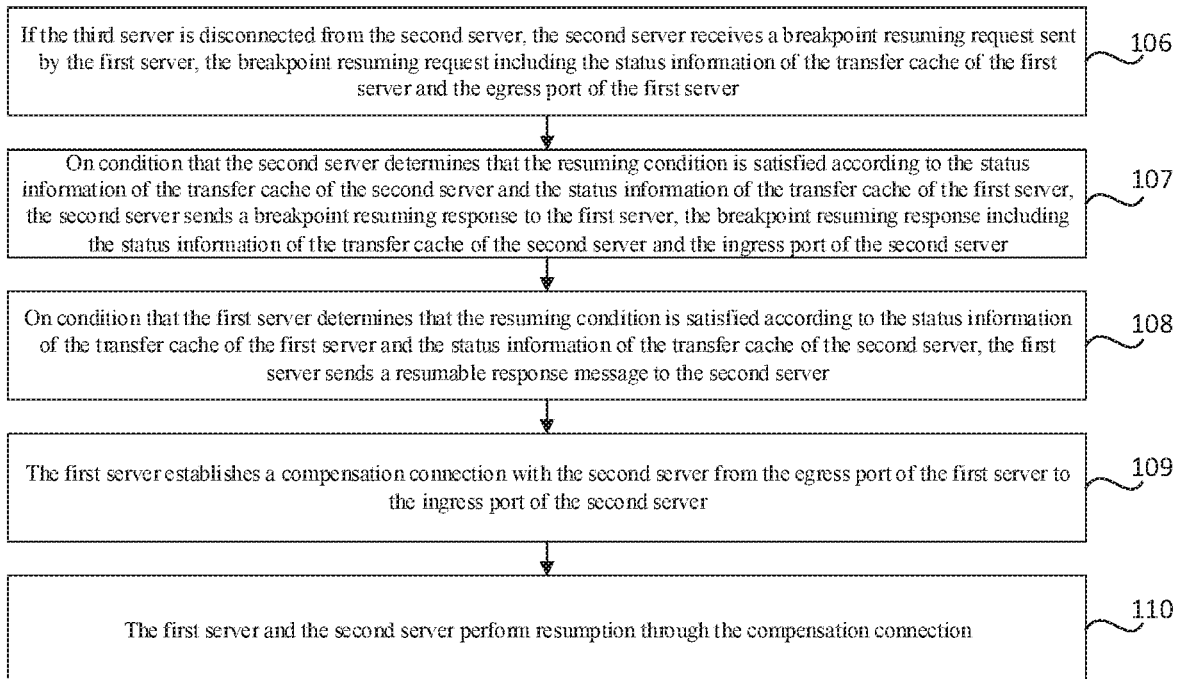 If the third server is disconnected from the second server, the second server receives a breakpoint resuming request sent
by the first server, the breakpoint resuming request including the status information of the transfer cache of the first
server and the egress port of the first server
106
On condition that the second server determines that the resuming condition is satisfied according to the status
information of the transfer cache of the second server and the status information of the transfer cache of the first server,
the second server sends a breakpoint resuming response to the first server, the breakpoint resuming response including
the status information of the transfer cache of the second server and the ingress port of the second server
107
On condition that the first server determines that the resuming condition is satisfied according to the status information
of the transfer cache of the first server and the status information of the transfer cache of the second server, the first
server sends a resumable response message to the second server
108
The first server establishes a compensation connection with the second server from the egress port of the first server to
the ingress port of the second server
109
The first server and the second server perform resumption through the compensation connection
110